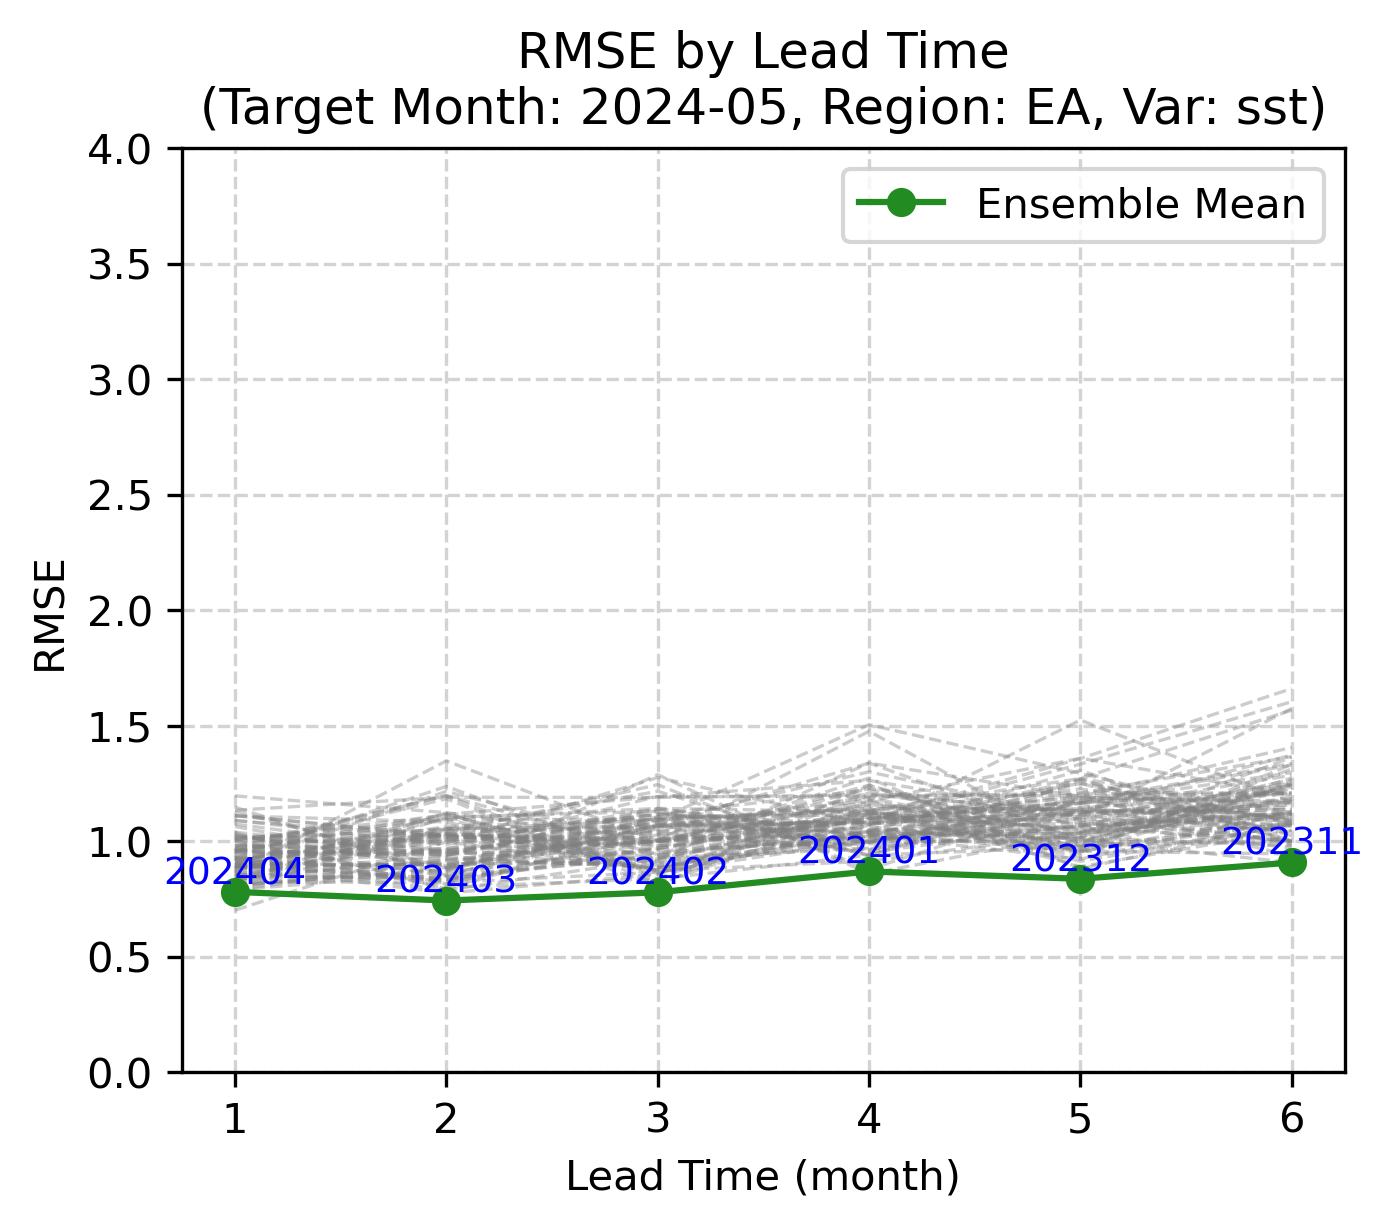 RMSE by Lead Time
(Target Month: 2024-05, Region: EA, Var: sst)
Ensemble Mean
RMSE
4.0
3.5
3.0
2.5
2.0
1.5
1.0
0.5
0.0
202404
202403
202402
202401
202312
202311
1 2 3 4 5 6
Lead Time (month)